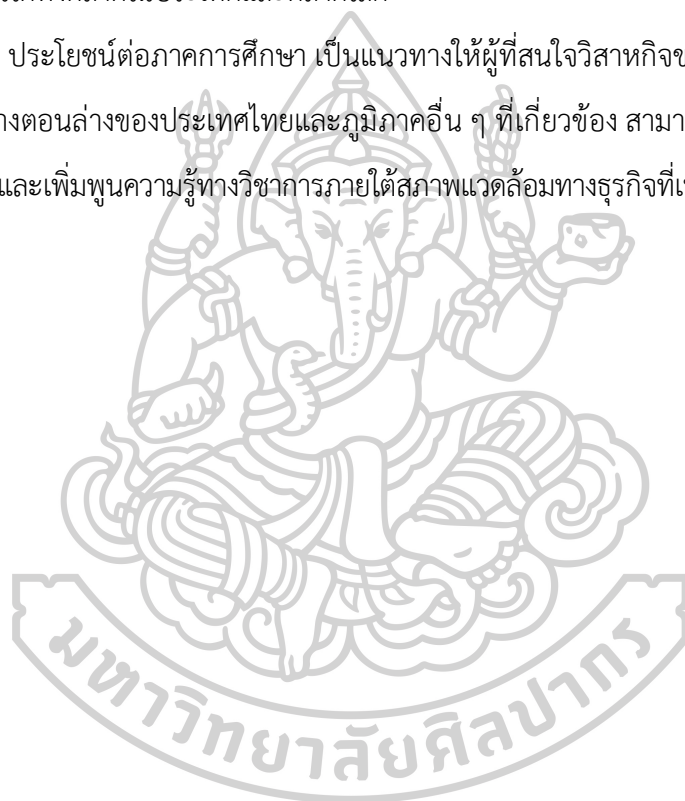 ประโยชน์ต่อภาคการศึกษา เป็นแนวทางให้ผู้ที่สนใจวิสาหกิจข
างตอนล่างของประเทศไทยและภูมิภาคอื่น ๆ ที่เกี่ยวข้อง สามา
และเพิ่มพูนความรู้ทางวิชาการภายใต้สภาพแวดล้อมทางธุรกิจที่เ
มหาวิทยาลัยศิลปากร